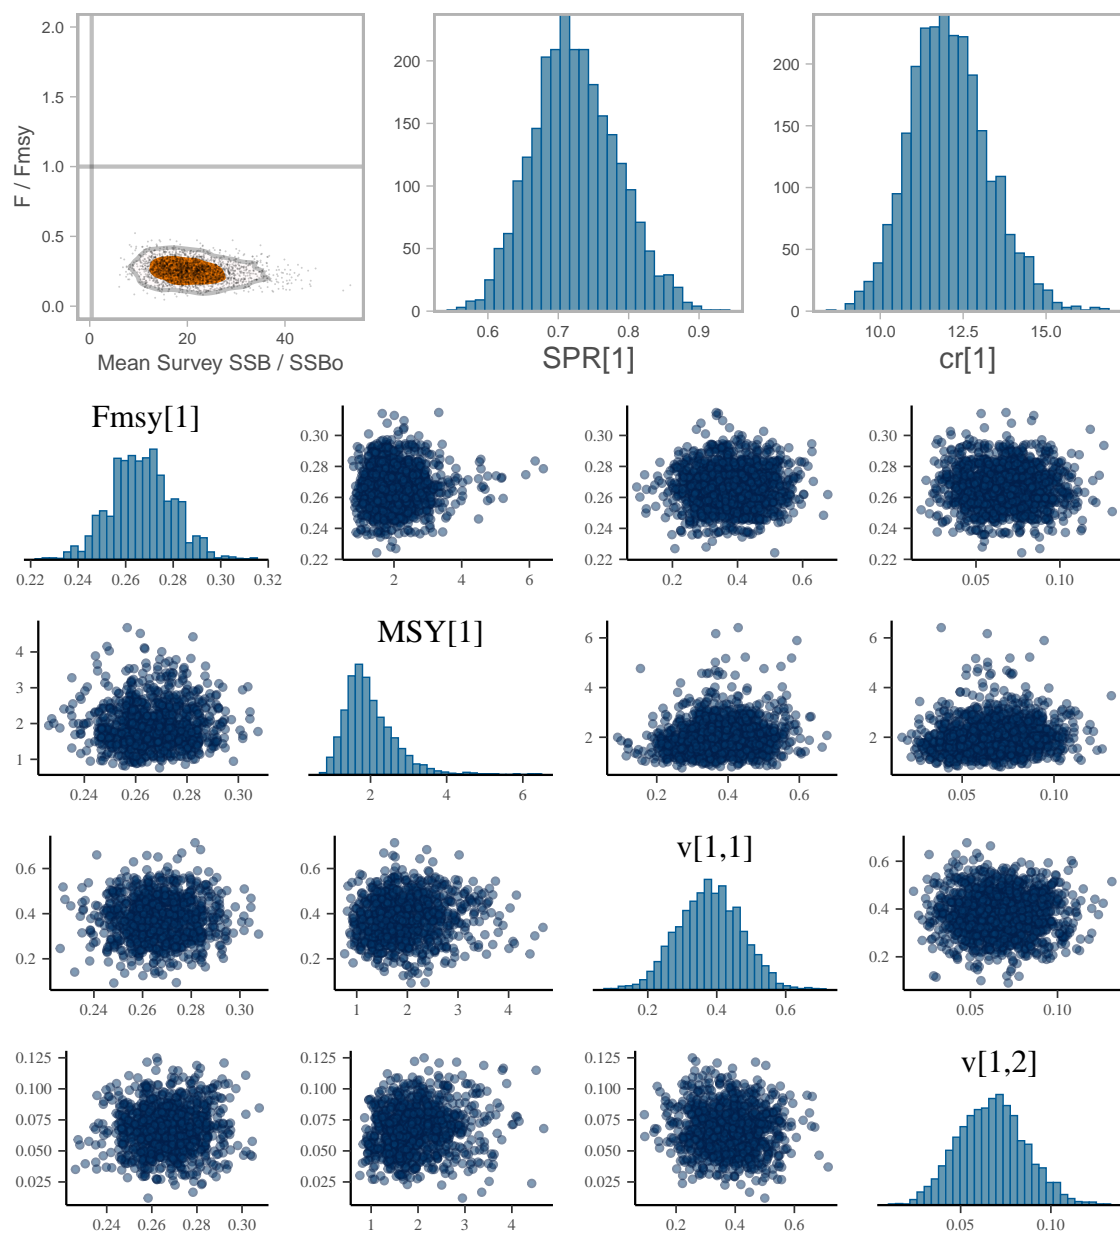 F / Fmsy
2.0
1.5
1.0
0.5
0.0
0 20 40
Mean Survey SSB / SSBo
200
150
100
50
0
0.6 0.7 0.8 0.9
SPR[1]
200
150
100
50
0
10.0 12.5 15.0
cr[1]
Fmsy[1]
0.22 0.24 0.26 0.28 0.30 0.32
0.30
0.28
0.26
0.24
0.22
2 4 6
0.30
0.28
0.26
0.24
0.22
0.2 0.4 0.6
0.30
0.28
0.26
0.24
0.22
0.05 0.10
4
3
2
1
0.24 0.26 0.28 0.30
MSY[1]
2 4 6
6
4
2
0.2 0.4 0.6
6
4
2
0.05 0.10
0.6
0.4
0.2
0.24 0.26 0.28 0.30
0.6
0.4
0.2
1 2 3 4
v[1,1]
0.2 0.4 0.6
0.6
0.4
0.2
0.05 0.10
0.125
0.100
0.075
0.050
0.025
0.24 0.26 0.28 0.30
0.125
0.100
0.075
0.050
0.025
1 2 3 4
0.125
0.100
0.075
0.050
0.025
0.2 0.4 0.6
v[1,2]
0.05 0.10